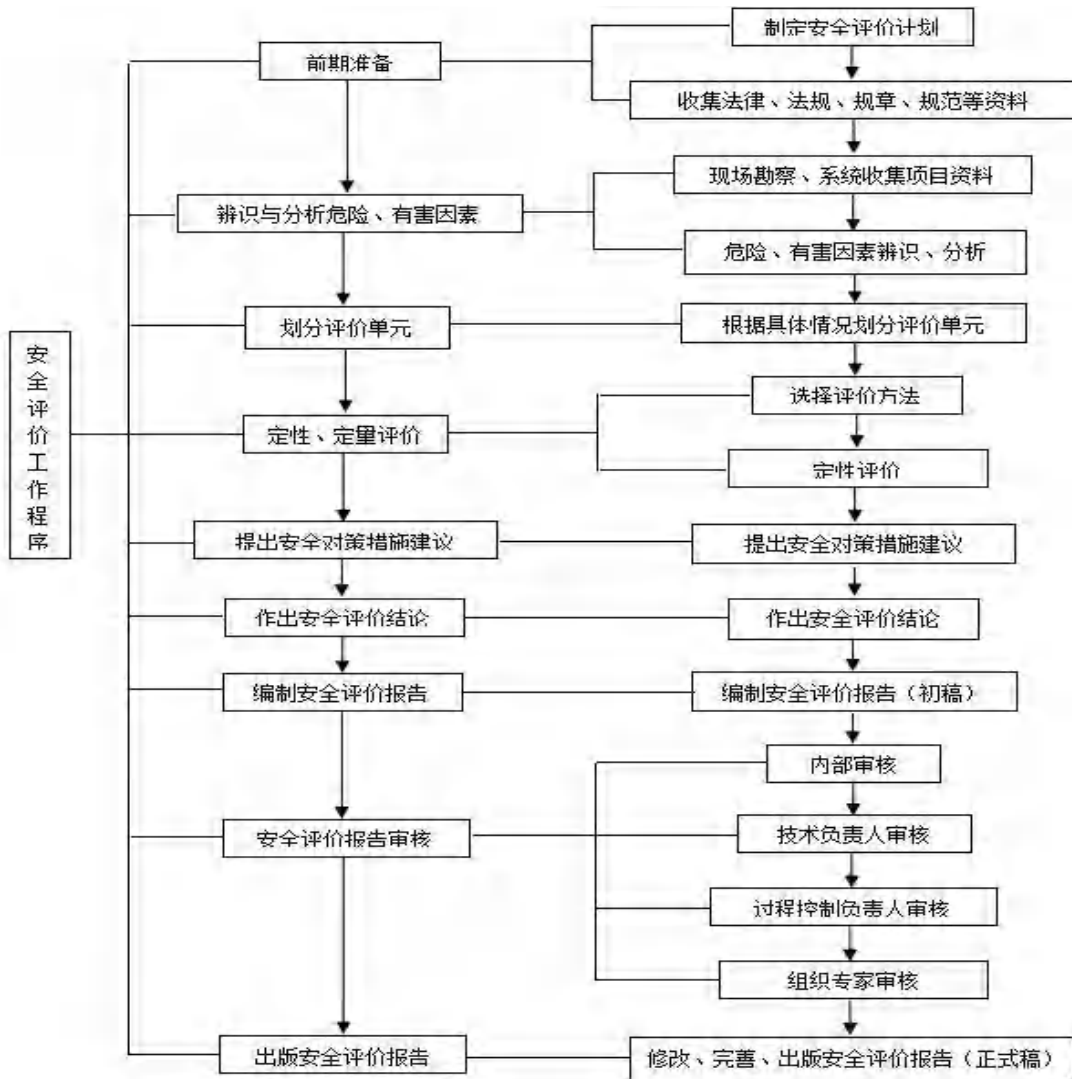 安全评价工作程序
前期准备
制定安全评价计划
收集法律、法规、规章、规范等资料
辨识与分析危险、有害因素
现场勘察、系统收集项目资料
危险、有害因素辨识、分析
划分评价单元
根据具体情况划分评价单元
定性、定量评价
选择评价方法
定性评价
提出安全对策措施建议
提出安全对策措施建议
作出安全评价结论
作出安全评价结论
编制安全评价报告
编制安全评价报告（初稿）
安全评价报告审核
内部审核
技术负责人审核
过程控制负责人审核
组织专家审核
出版安全评价报告
修改、完善、出版安全评价报告（正式稿）